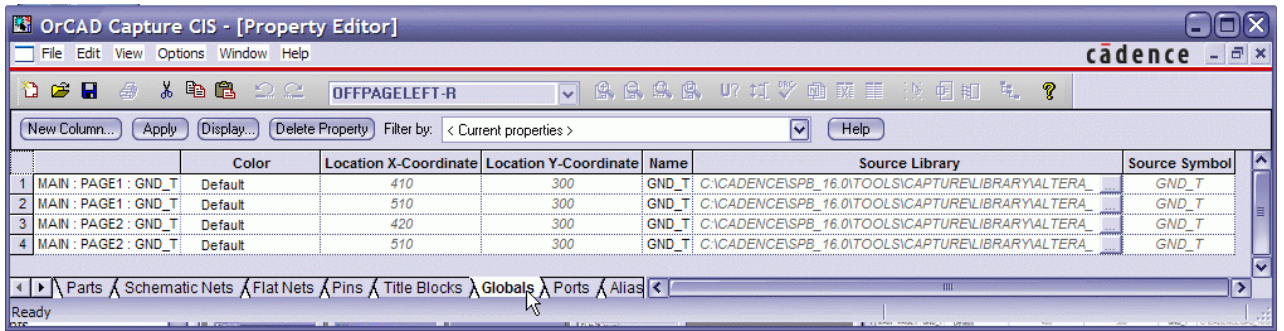 OrCAD Capture CIS - [Property Editor]
File Edit View Options Window Help cādence
OFFPAGELEFT-R U?
New Column... Apply Display... Delete Property Filter by: < Current properties > Help
Color Location X-Coordinate Location Y-Coordinate Name Source Library Source Symbol
1 MAIN : PAGE1 : GND_T Default 410 300 GND_T C:\CADENCE\SPB_16.0\TOOLS\CAPTURE\LIBRARY\ALTERA_ ... GND_T
2 MAIN : PAGE1 : GND_T Default 510 300 GND_T C:\CADENCE\SPB_16.0\TOOLS\CAPTURE\LIBRARY\ALTERA_ ... GND_T
3 MAIN : PAGE2 : GND_T Default 420 300 GND_T C:\CADENCE\SPB_16.0\TOOLS\CAPTURE\LIBRARY\ALTERA_ ... GND_T
4 MAIN : PAGE2 : GND_T Default 510 300 GND_T C:\CADENCE\SPB_16.0\TOOLS\CAPTURE\LIBRARY\ALTERA_ ... GND_T
Parts Schematic Nets Flat Nets Pins Title Blocks Globals Ports Alias
Ready